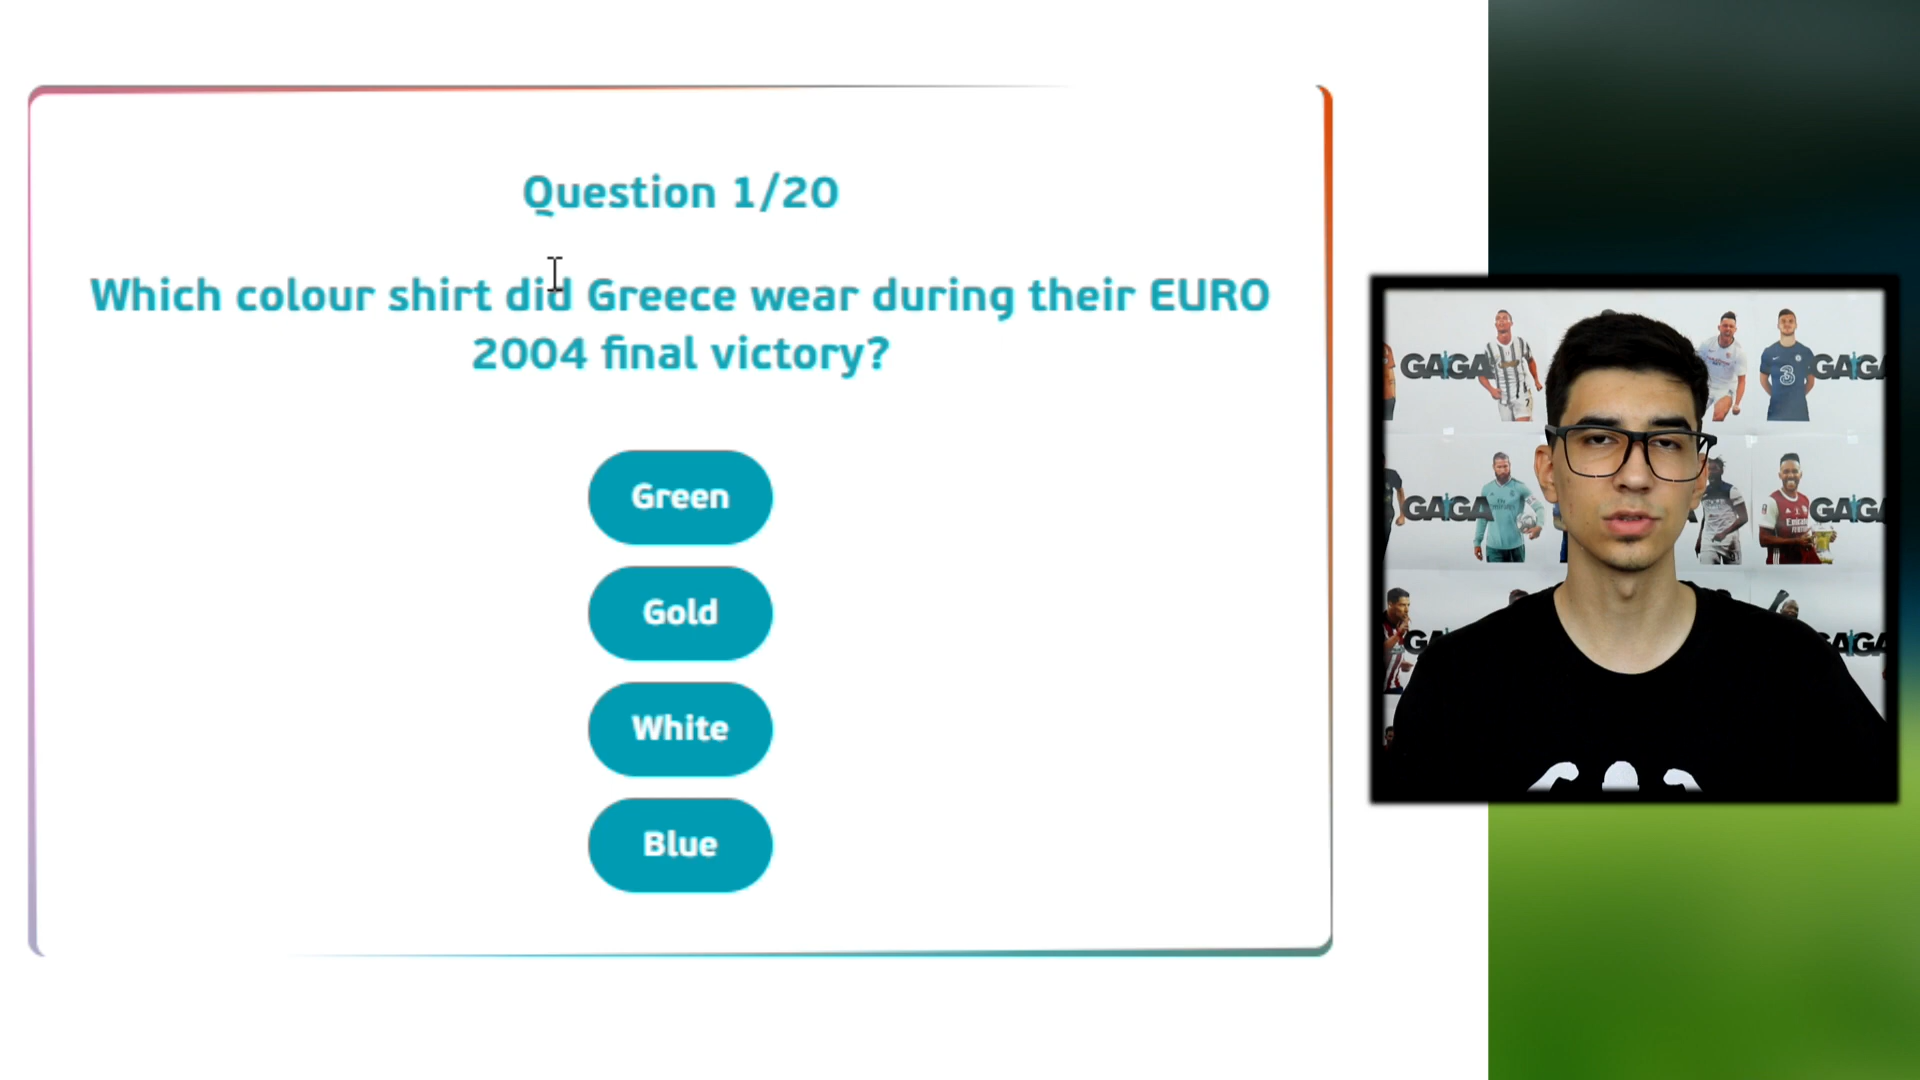 Question 1/20
Which colour shirt did Greece wear during their EURO
2004 final victory?
Green
Gold
White
Blue
GAGA
GAGA
GAGA
GAGA